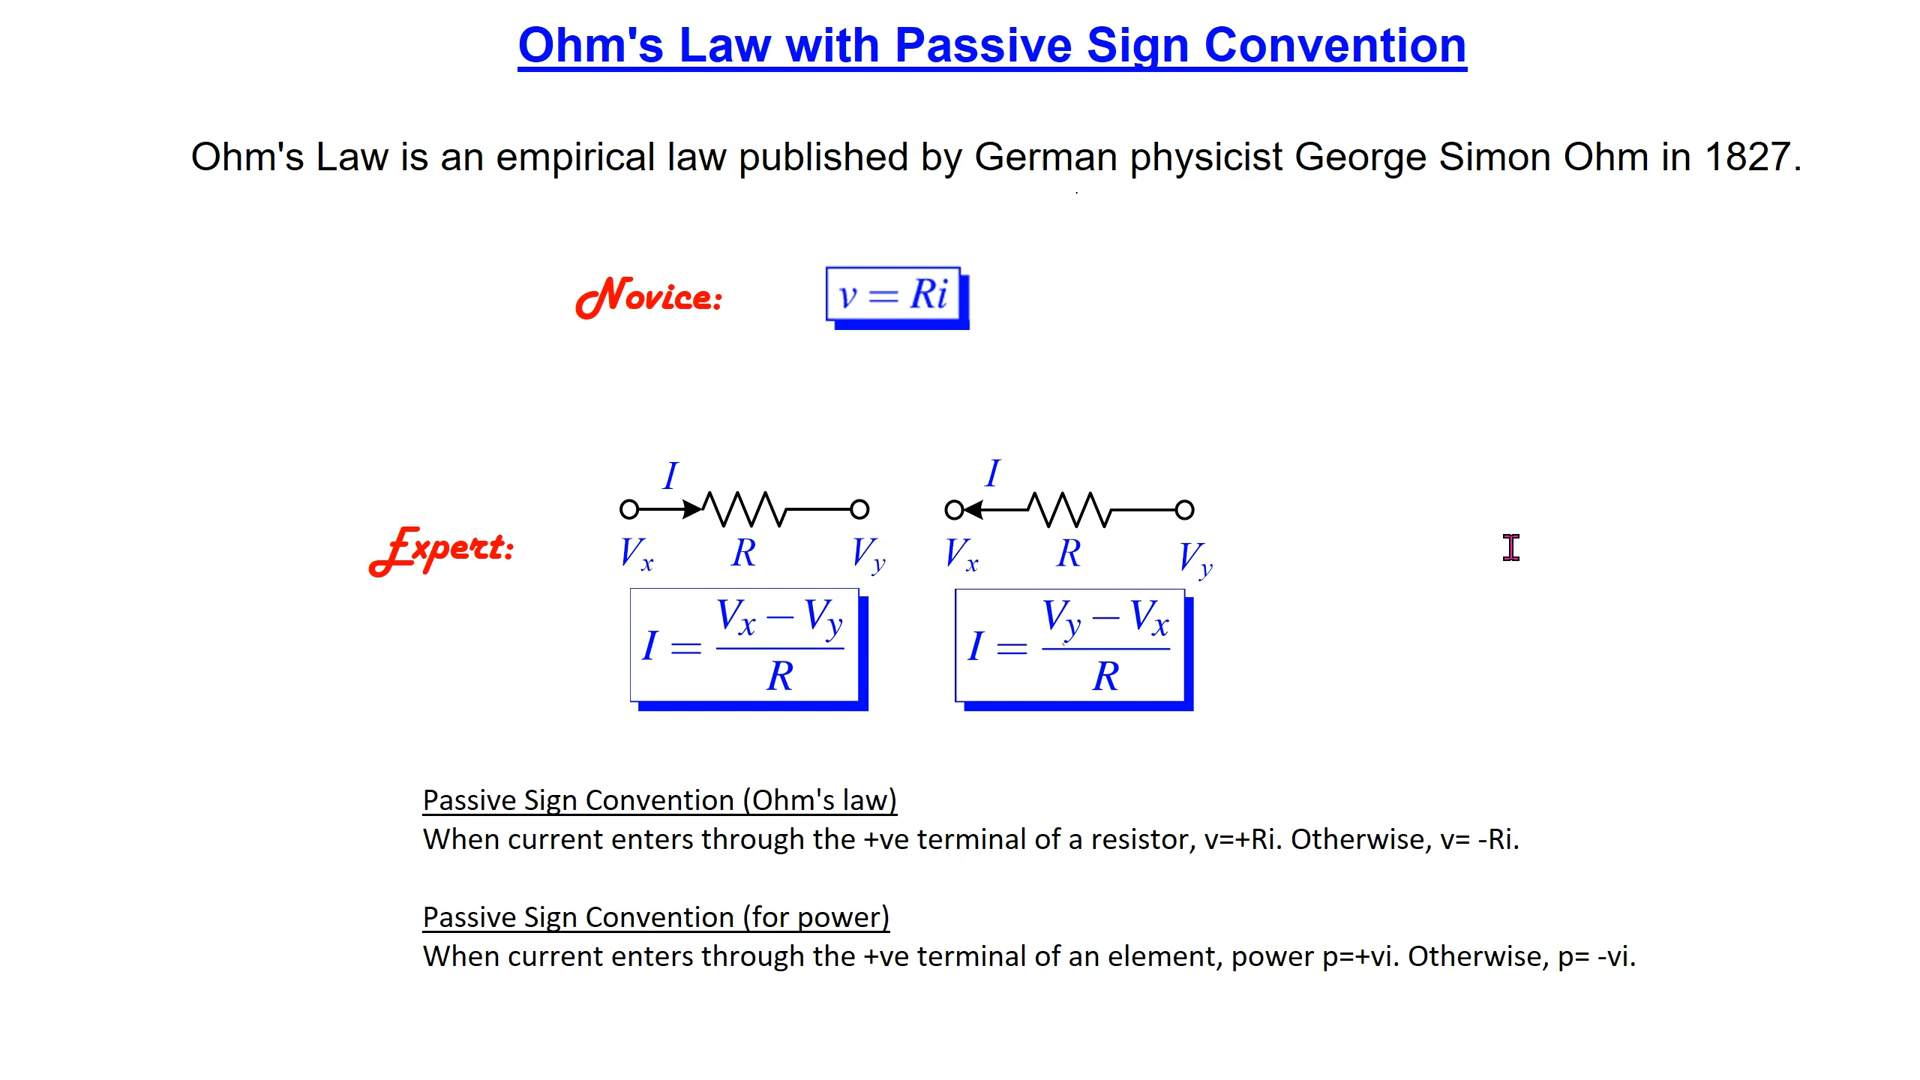 Ohm's Law with Passive Sign Convention
Ohm's Law is an empirical law published by German physicist George Simon Ohm in 1827.
Novice: v = Ri
Expert:
I I
Vx R Vy Vx R Vy
I = (Vx − Vy) / R I = (Vy − Vx) / R
Passive Sign Convention (Ohm's law)
When current enters through the +ve terminal of a resistor, v=+Ri. Otherwise, v= -Ri.
Passive Sign Convention (for power)
When current enters through the +ve terminal of an element, power p=+vi. Otherwise, p= -vi.